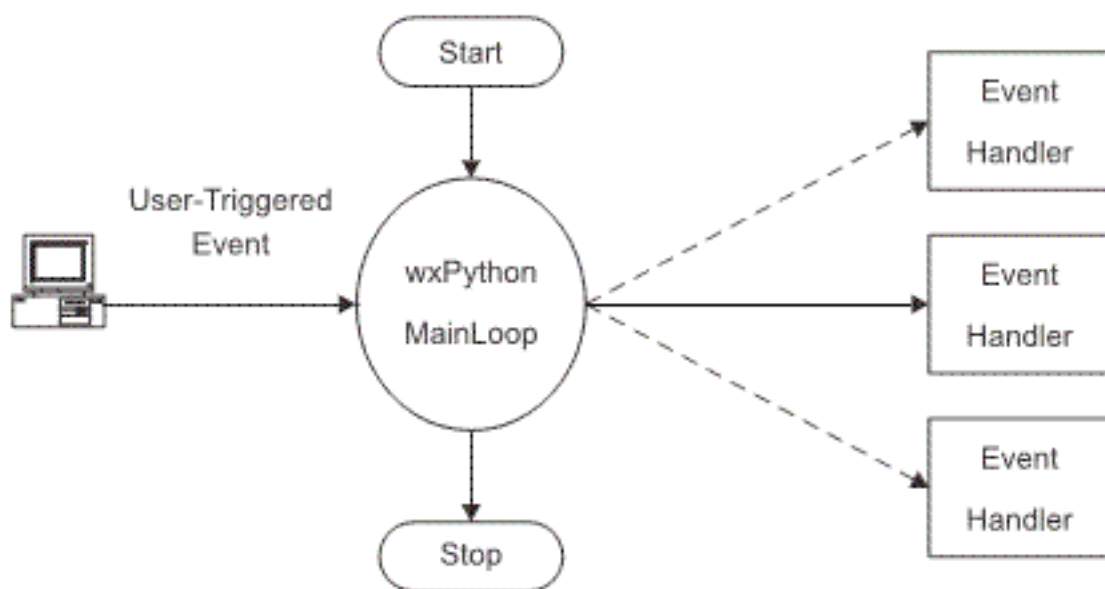 Start
User-Triggered
Event
wxPython
MainLoop
Stop
Event
Handler
Event
Handler
Event
Handler